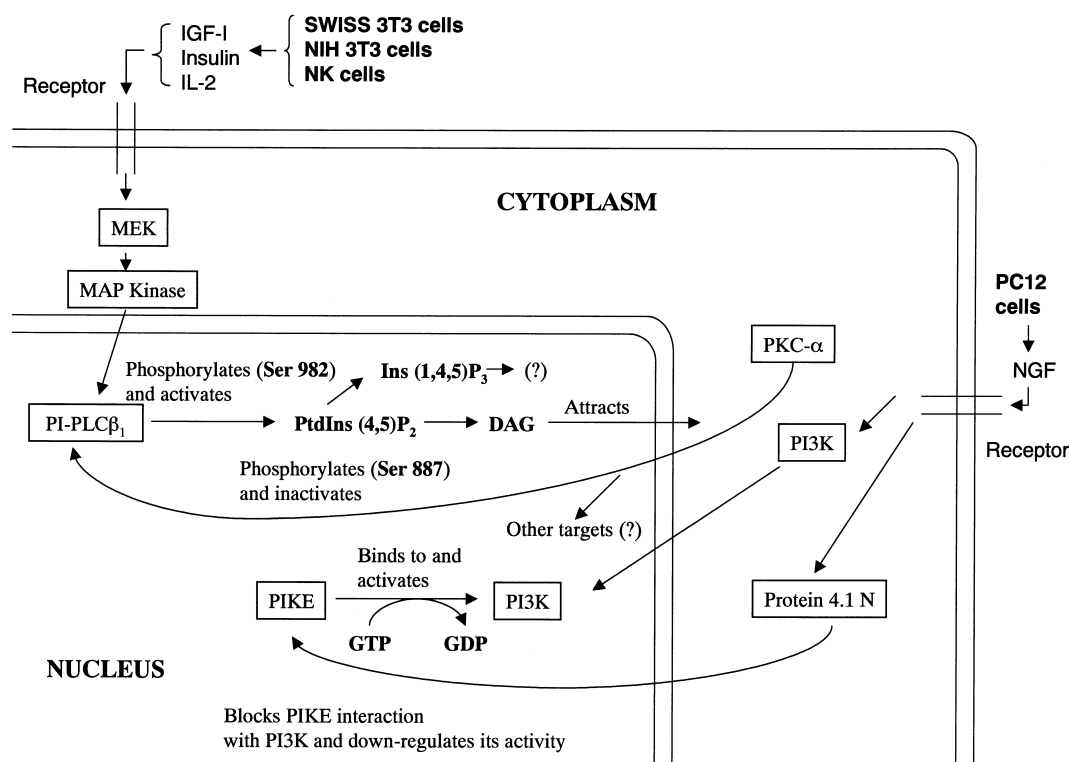 IGF-I
Insulin
IL-2
SWISS 3T3 cells
NIH 3T3 cells
NK cells
Receptor
CYTOPLASM
MEK
MAP Kinase
PC12
cells
NGF
Receptor
PKC-α
Phosphorylates (Ser 982)
and activates
Ins (1,4,5)P₃
(?)
PI-PLCβ₁
PtdIns (4,5)P₂
DAG
Attracts
PI3K
Phosphorylates (Ser 887)
and inactivates
Other targets (?)
Binds to and
activates
PIKE
PI3K
GTP
GDP
Protein 4.1 N
NUCLEUS
Blocks PIKE interaction
with PI3K and down-regulates its activity